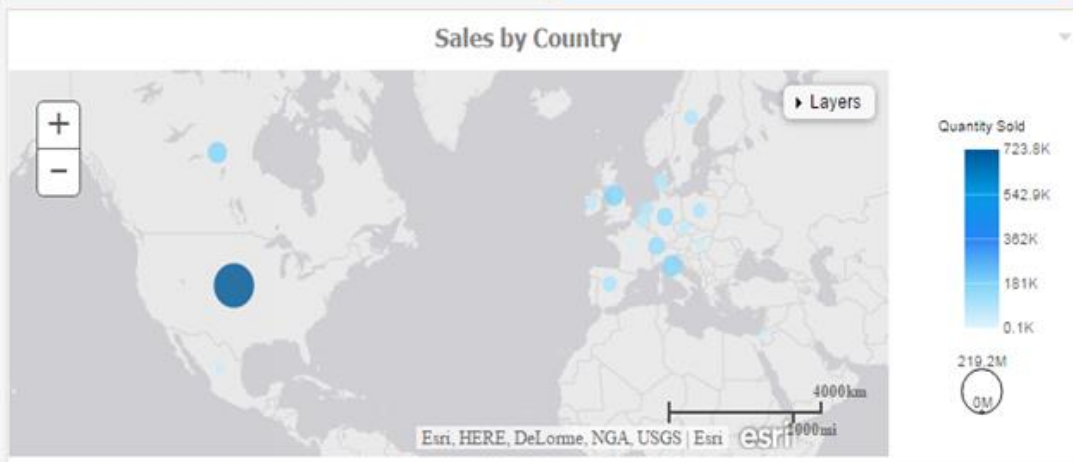 Sales by Country
+
Layers
−
Quantity Sold
723.8K
542.9K
362K
181K
0.1K
219.2M
0M
4000km
Esri, HERE, DeLorme, NGA, USGS | Esri
esri
2000mi